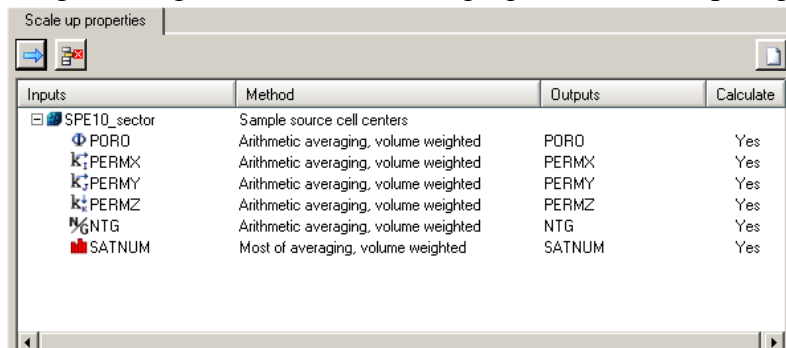 Scale up properties
Inputs Method Outputs Calculate
SPE10_sector Sample source cell centers
Φ PORO Arithmetic averaging, volume weighted PORO Yes
PERMX Arithmetic averaging, volume weighted PERMX Yes
PERMY Arithmetic averaging, volume weighted PERMY Yes
PERMZ Arithmetic averaging, volume weighted PERMZ Yes
N/G NTG Arithmetic averaging, volume weighted NTG Yes
SATNUM Most of averaging, volume weighted SATNUM Yes